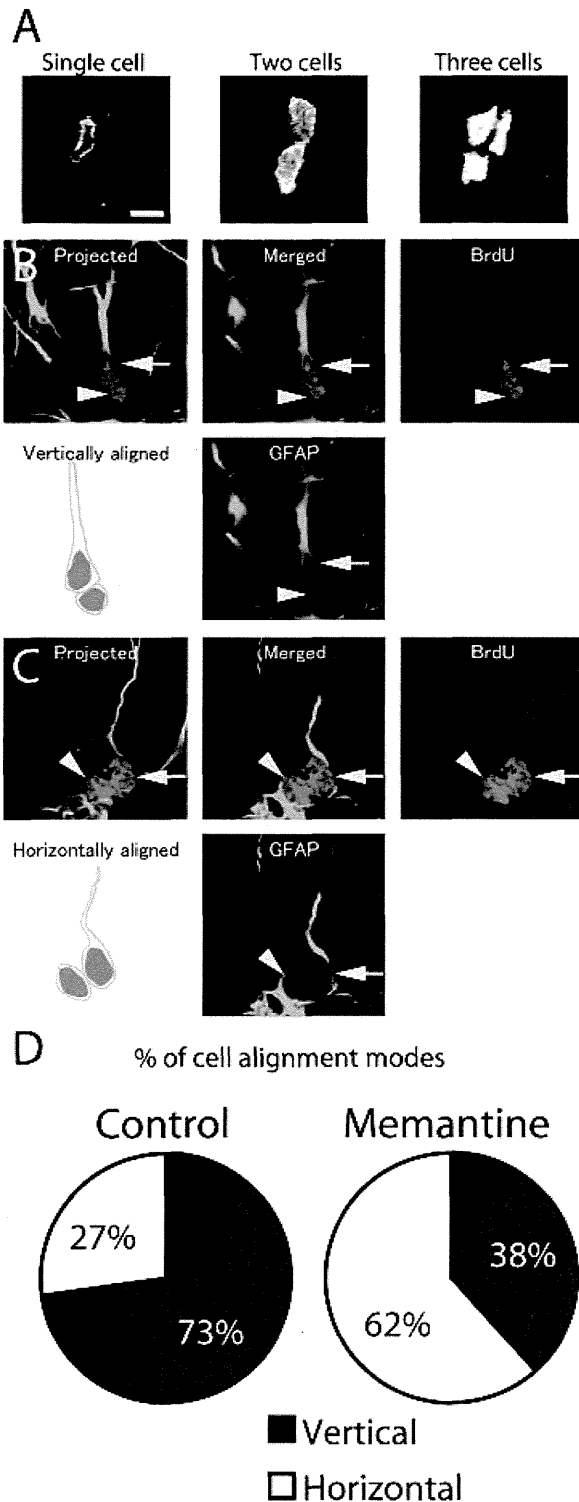 A
Single cell Two cells Three cells
B
Projected Merged BrdU
Vertically aligned GFAP
C
Projected Merged BrdU
Horizontally aligned GFAP
D
% of cell alignment modes
Control Memantine
27% 73% 38% 62%
Vertical
Horizontal